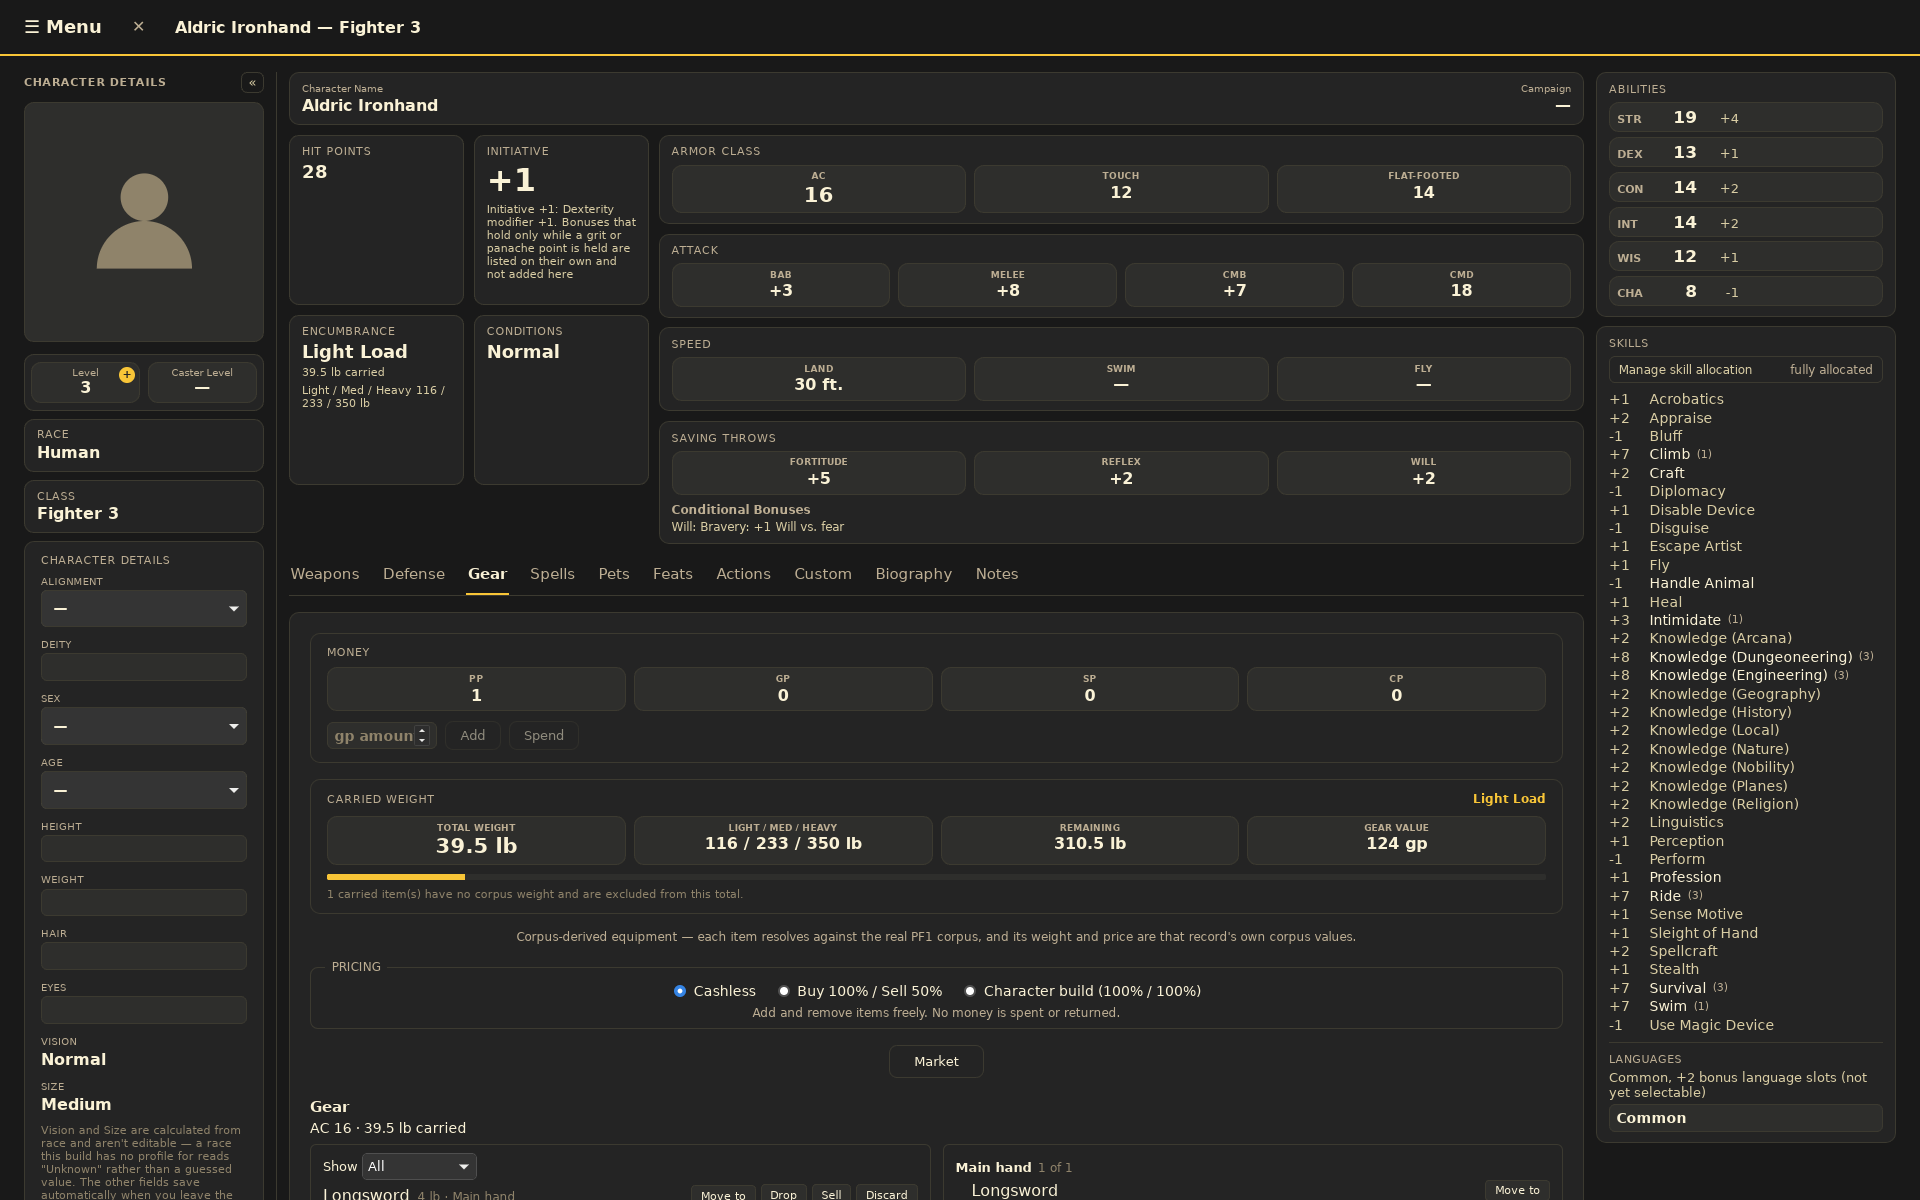 ☰ Menu
✕
Aldric Ironhand — Fighter 3
CHARACTER DETAILS
«
Level
3
+
Caster Level
—
RACE
Human
CLASS
Fighter 3
CHARACTER DETAILS
ALIGNMENT
—
DEITY
SEX
—
AGE
—
HEIGHT
WEIGHT
HAIR
EYES
VISION
Normal
SIZE
Medium
Vision and Size are calculated from
race and aren't editable — a race
this build has no profile for reads
"Unknown" rather than a guessed
value. The other fields save
automatically when you leave the
Character Name
Aldric Ironhand
Campaign
—
HIT POINTS
28
INITIATIVE
+1
Initiative +1: Dexterity
modifier +1. Bonuses that
hold only while a grit or
panache point is held are
listed on their own and
not added here
ENCUMBRANCE
Light Load
39.5 lb carried
Light / Med / Heavy 116 /
233 / 350 lb
CONDITIONS
Normal
ARMOR CLASS
AC
16
TOUCH
12
FLAT-FOOTED
14
ATTACK
BAB
+3
MELEE
+8
CMB
+7
CMD
18
SPEED
LAND
30 ft.
SWIM
—
FLY
—
SAVING THROWS
FORTITUDE
+5
REFLEX
+2
WILL
+2
Conditional Bonuses
Will: Bravery: +1 Will vs. fear
Weapons Defense Gear Spells Pets Feats Actions Custom Biography Notes
MONEY
PP
1
GP
0
SP
0
CP
0
gp amoun
Add
Spend
CARRIED WEIGHT
Light Load
TOTAL WEIGHT
39.5 lb
LIGHT / MED / HEAVY
116 / 233 / 350 lb
REMAINING
310.5 lb
GEAR VALUE
124 gp
1 carried item(s) have no corpus weight and are excluded from this total.
Corpus-derived equipment — each item resolves against the real PF1 corpus, and its weight and price are that record's own corpus values.
PRICING
Cashless
Buy 100% / Sell 50%
Character build (100% / 100%)
Add and remove items freely. No money is spent or returned.
Market
Gear
AC 16 · 39.5 lb carried
Show All
Longsword 4 lb · Main hand
Move to
Drop
Sell
Discard
Main hand 1 of 1
Longsword
Move to
ABILITIES
STR 19 +4
DEX 13 +1
CON 14 +2
INT 14 +2
WIS 12 +1
CHA 8 -1
SKILLS
Manage skill allocation fully allocated
+1 Acrobatics
+2 Appraise
-1 Bluff
+7 Climb (1)
+2 Craft
-1 Diplomacy
+1 Disable Device
-1 Disguise
+1 Escape Artist
+1 Fly
-1 Handle Animal
+1 Heal
+3 Intimidate (1)
+2 Knowledge (Arcana)
+8 Knowledge (Dungeoneering) (3)
+8 Knowledge (Engineering) (3)
+2 Knowledge (Geography)
+2 Knowledge (History)
+2 Knowledge (Local)
+2 Knowledge (Nature)
+2 Knowledge (Nobility)
+2 Knowledge (Planes)
+2 Knowledge (Religion)
+2 Linguistics
+1 Perception
-1 Perform
+1 Profession
+7 Ride (3)
+1 Sense Motive
+1 Sleight of Hand
+2 Spellcraft
+1 Stealth
+7 Survival (3)
+7 Swim (1)
-1 Use Magic Device
LANGUAGES
Common, +2 bonus language slots (not
yet selectable)
Common